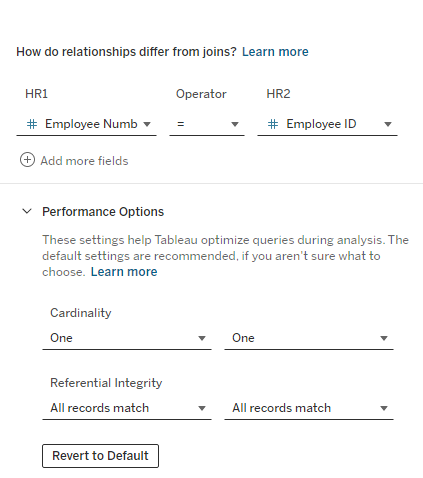 How do relationships differ from joins? Learn more
HR1 Operator HR2
# Employee Numb = # Employee ID
Add more fields
Performance Options
These settings help Tableau optimize queries during analysis. The
default settings are recommended, if you aren't sure what to
choose. Learn more
Cardinality
One One
Referential Integrity
All records match All records match
Revert to Default